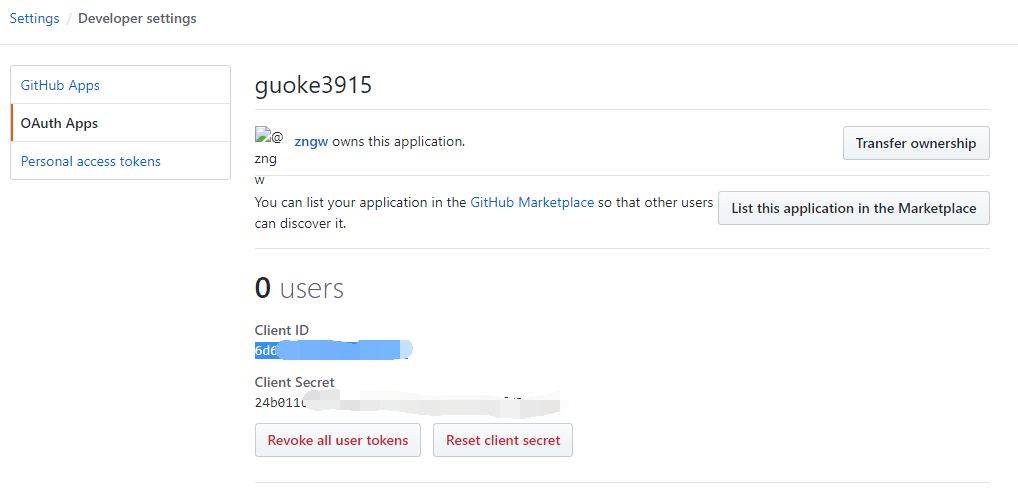 Settings / Developer settings
GitHub Apps
OAuth Apps
Personal access tokens
guoke3915
@zngw
zngw owns this application.
Transfer ownership
You can list your application in the GitHub Marketplace so that other users can discover it.
List this application in the Marketplace
0 users
Client ID
6d6
Client Secret
24b011
Revoke all user tokens
Reset client secret